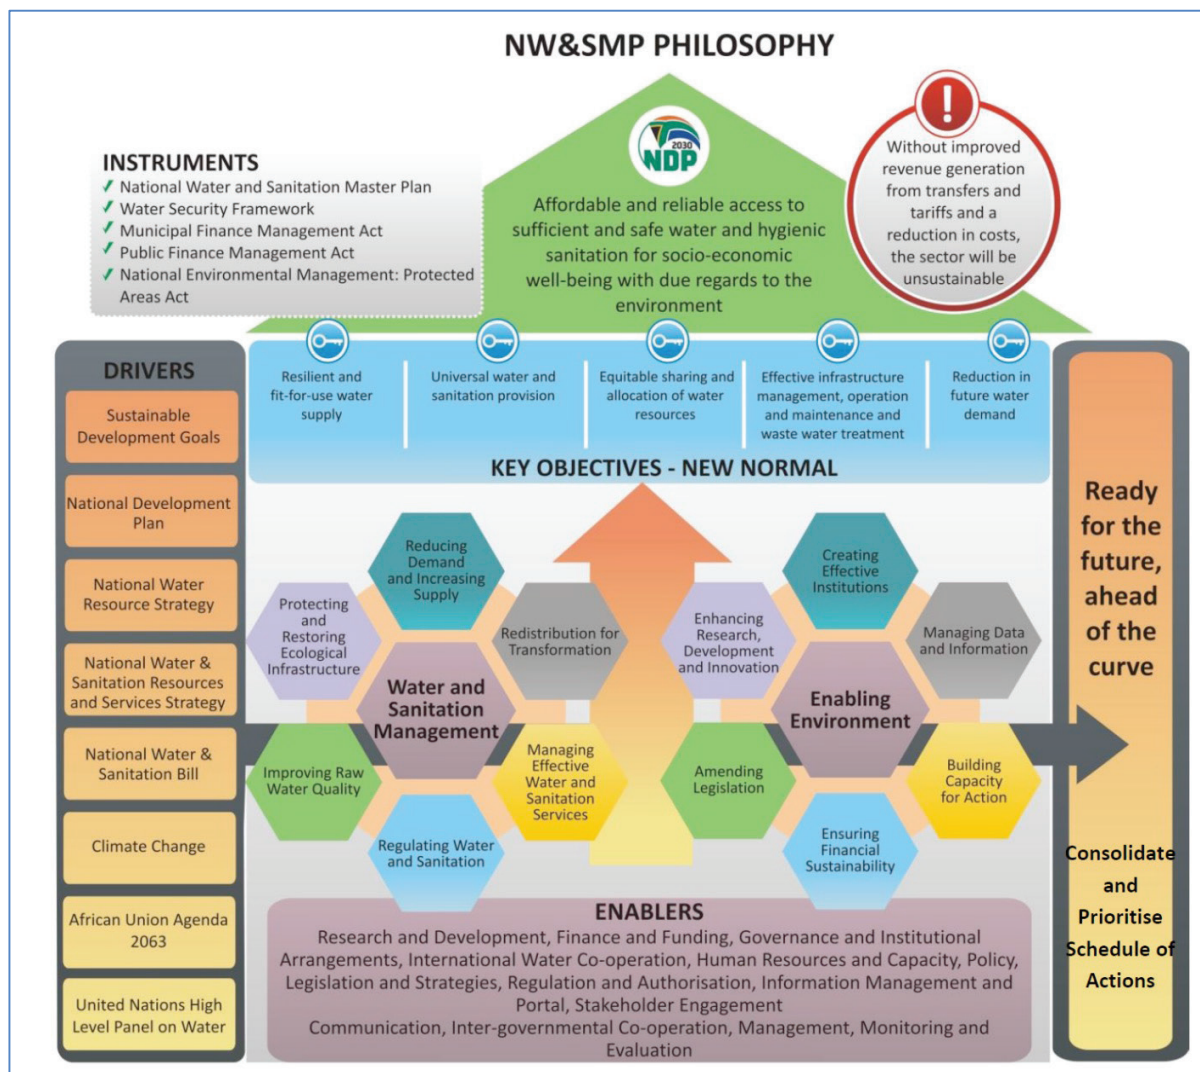 NW&SMP PHILOSOPHY
INSTRUMENTS
National Water and Sanitation Master Plan
Water Security Framework
Municipal Finance Management Act
Public Finance Management Act
National Environmental Management: Protected
Areas Act
2030
NDP
Affordable and reliable access to
sufficient and safe water and hygienic
sanitation for socio-economic
well-being with due regards to the
environment
!
Without improved
revenue generation
from transfers and
tariffs and a
reduction in costs,
the sector will be
unsustainable
DRIVERS
Sustainable
Development Goals
National Development
Plan
National Water
Resource Strategy
National Water &
Sanitation Resources
and Services Strategy
National Water &
Sanitation Bill
Climate Change
African Union Agenda
2063
United Nations High
Level Panel on Water
Resilient and
fit-for-use water
supply
Universal water and
sanitation provision
Equitable sharing and
allocation of water
resources
Effective infrastructure
management, operation
and maintenance and
waste water treatment
Reduction in
future water
demand
KEY OBJECTIVES - NEW NORMAL
Reducing
Demand
and Increasing
Supply
Protecting
and
Restoring
Ecological
Infrastructure
Redistribution for
Transformation
Water and
Sanitation
Management
Improving Raw
Water Quality
Managing
Effective
Water and
Sanitation
Services
Regulating Water
and Sanitation
Creating
Effective
Institutions
Enhancing
Research,
Development
and Innovation
Managing Data
and Information
Enabling
Environment
Amending
Legislation
Building
Capacity
for Action
Ensuring
Financial
Sustainability
ENABLERS
Research and Development, Finance and Funding, Governance and Institutional
Arrangements, International Water Co-operation, Human Resources and Capacity, Policy,
Legislation and Strategies, Regulation and Authorisation, Information Management and
Portal, Stakeholder Engagement
Communication, Inter-governmental Co-operation, Management, Monitoring and
Evaluation
Ready
for the
future,
ahead
of the
curve
Consolidate
and
Prioritise
Schedule of
Actions